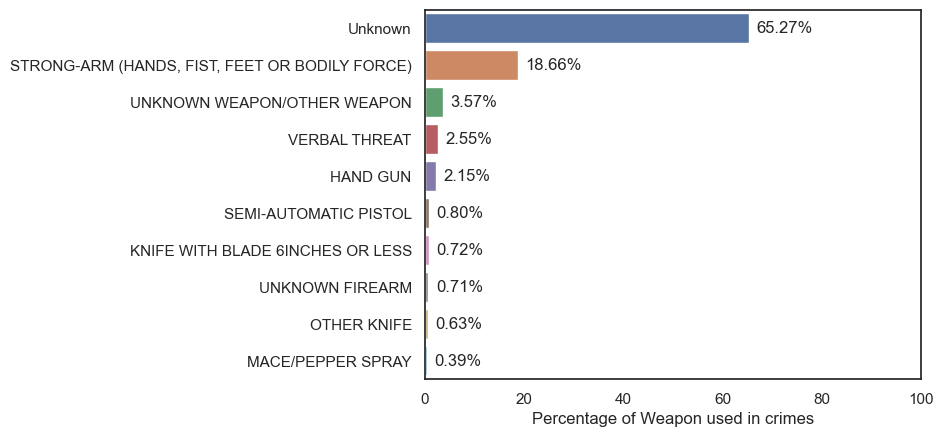 Unknown 65.27%
STRONG-ARM (HANDS, FIST, FEET OR BODILY FORCE) 18.66%
UNKNOWN WEAPON/OTHER WEAPON 3.57%
VERBAL THREAT 2.55%
HAND GUN 2.15%
SEMI-AUTOMATIC PISTOL 0.80%
KNIFE WITH BLADE 6INCHES OR LESS 0.72%
UNKNOWN FIREARM 0.71%
OTHER KNIFE 0.63%
MACE/PEPPER SPRAY 0.39%
0 20 40 60 80 100
Percentage of Weapon used in crimes